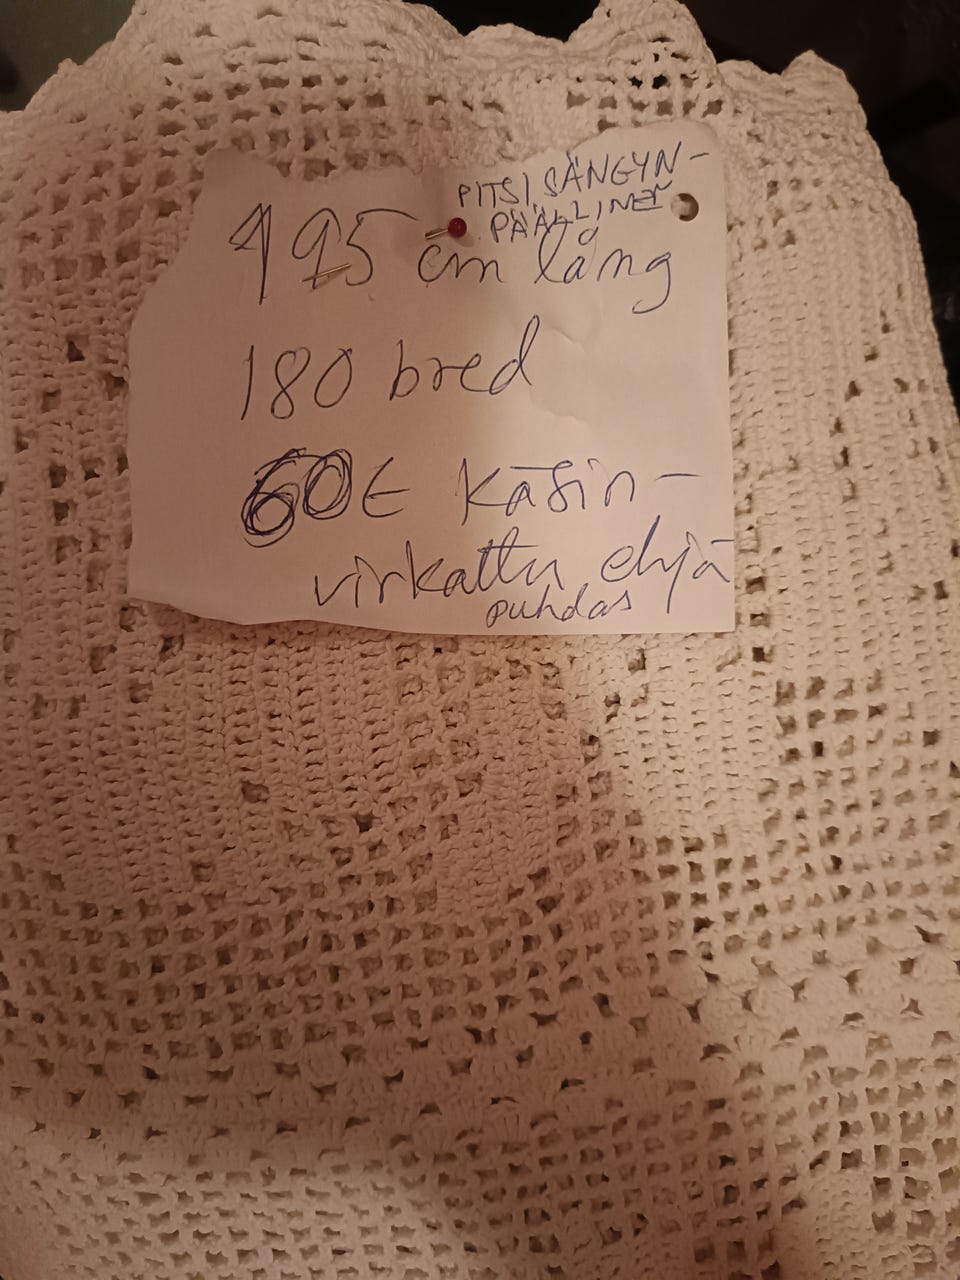 PITSI, SÄNGYN-
PÄÄLLINEN
195 cm lång
180 bred
60€ Käsin-
virkattu, ehjä
puhdas